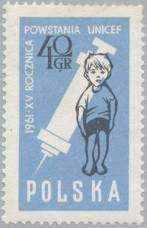 POWSTANIA UNICEF
1961·XV ROCZNICA
40
GR
POLSKA